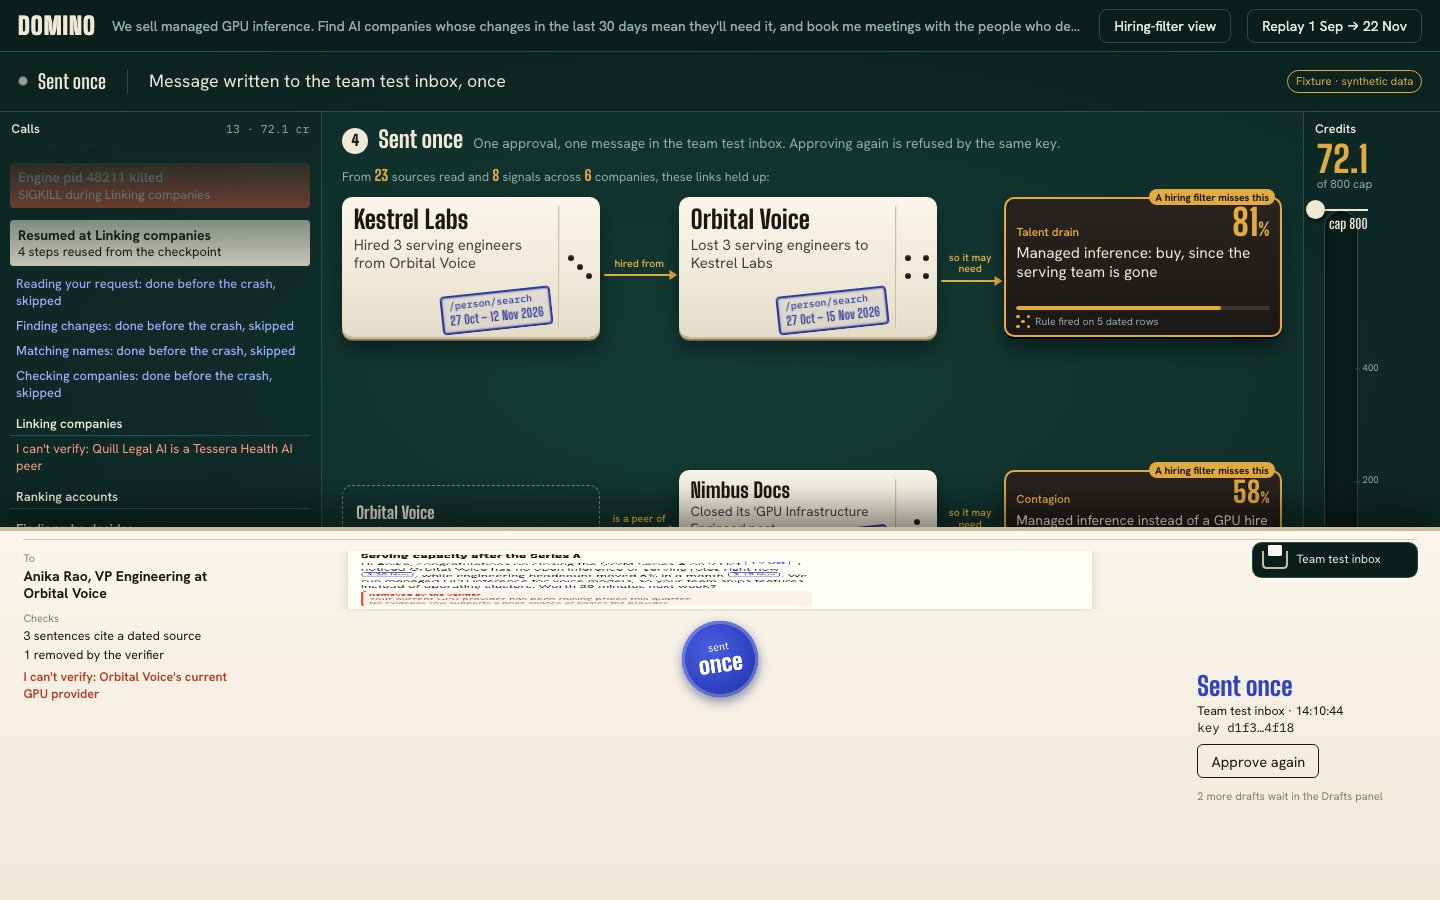 DOMINO
We sell managed GPU inference. Find AI companies whose changes in the last 30 days mean they'll need it, and book me meetings with the people who de...
Hiring-filter view
Replay 1 Sep → 22 Nov
Sent once
Message written to the team test inbox, once
Fixture · synthetic data
Calls
13 · 72.1 cr
Engine pid 48211 killed
SIGKILL during Linking companies
Resumed at Linking companies
4 steps reused from the checkpoint
Reading your request: done before the crash,
skipped
Finding changes: done before the crash, skipped
Matching names: done before the crash, skipped
Checking companies: done before the crash,
skipped
Linking companies
I can't verify: Quill Legal AI is a Tessera Health AI
peer
Ranking accounts
4
Sent once
One approval, one message in the team test inbox. Approving again is refused by the same key.
From 23 sources read and 8 signals across 6 companies, these links held up:
Kestrel Labs
Hired 3 serving engineers
from Orbital Voice
/person/search
27 Oct – 12 Nov 2026
hired from
Orbital Voice
Lost 3 serving engineers to
Kestrel Labs
/person/search
27 Oct – 15 Nov 2026
so it may
need
A hiring filter misses this
Talent drain
81%
Managed inference: buy, since the
serving team is gone
Rule fired on 5 dated rows
Orbital Voice
is a peer of
Nimbus Docs
Closed its 'GPU Infrastructure
so it may
need
A hiring filter misses this
Contagion
58%
Managed inference instead of a GPU hire
Credits
72.1
of 800 cap
cap 800
400
200
To
Anika Rao, VP Engineering at
Orbital Voice
Checks
3 sentences cite a dated source
1 removed by the verifier
I can't verify: Orbital Voice's current
GPU provider
Serving capacity after the Series A
sent
once
Team test inbox
Sent once
Team test inbox · 14:10:44
key d1f3…4f18
Approve again
2 more drafts wait in the Drafts panel